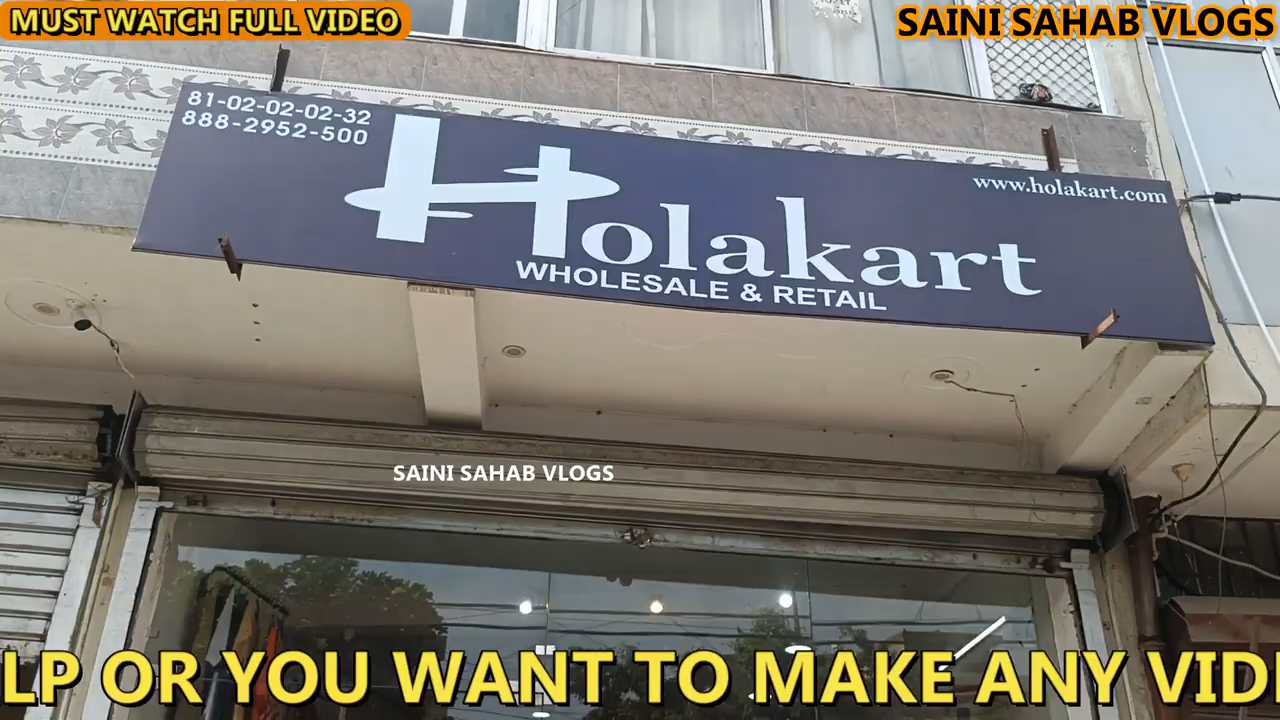 MUST WATCH FULL VIDEO
SAINI SAHAB VLOGS
81-02-02-02-32
888-2952-500
www.holakart.com
Holakart
WHOLESALE & RETAIL
SAINI SAHAB VLOGS
LP OR YOU WANT TO MAKE ANY VID